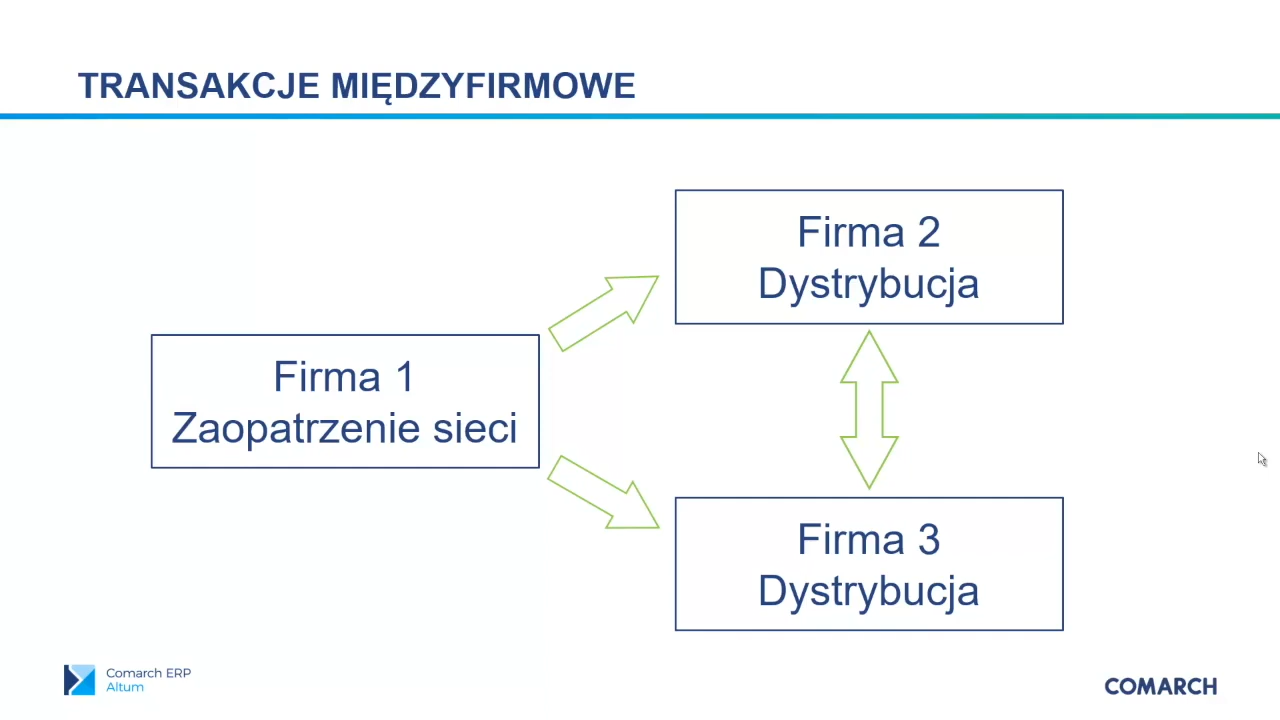 TRANSAKCJE MIĘDZYFIRMOWE
Firma 2
Dystrybucja
Firma 1
Zaopatrzenie sieci
Firma 3
Dystrybucja
Comarch ERP
Altum
COMARCH